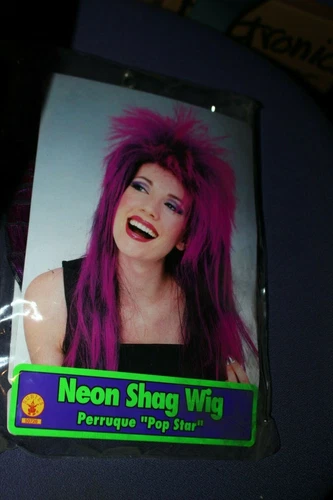 Neon Shag Wig
Perruque "Pop Star"